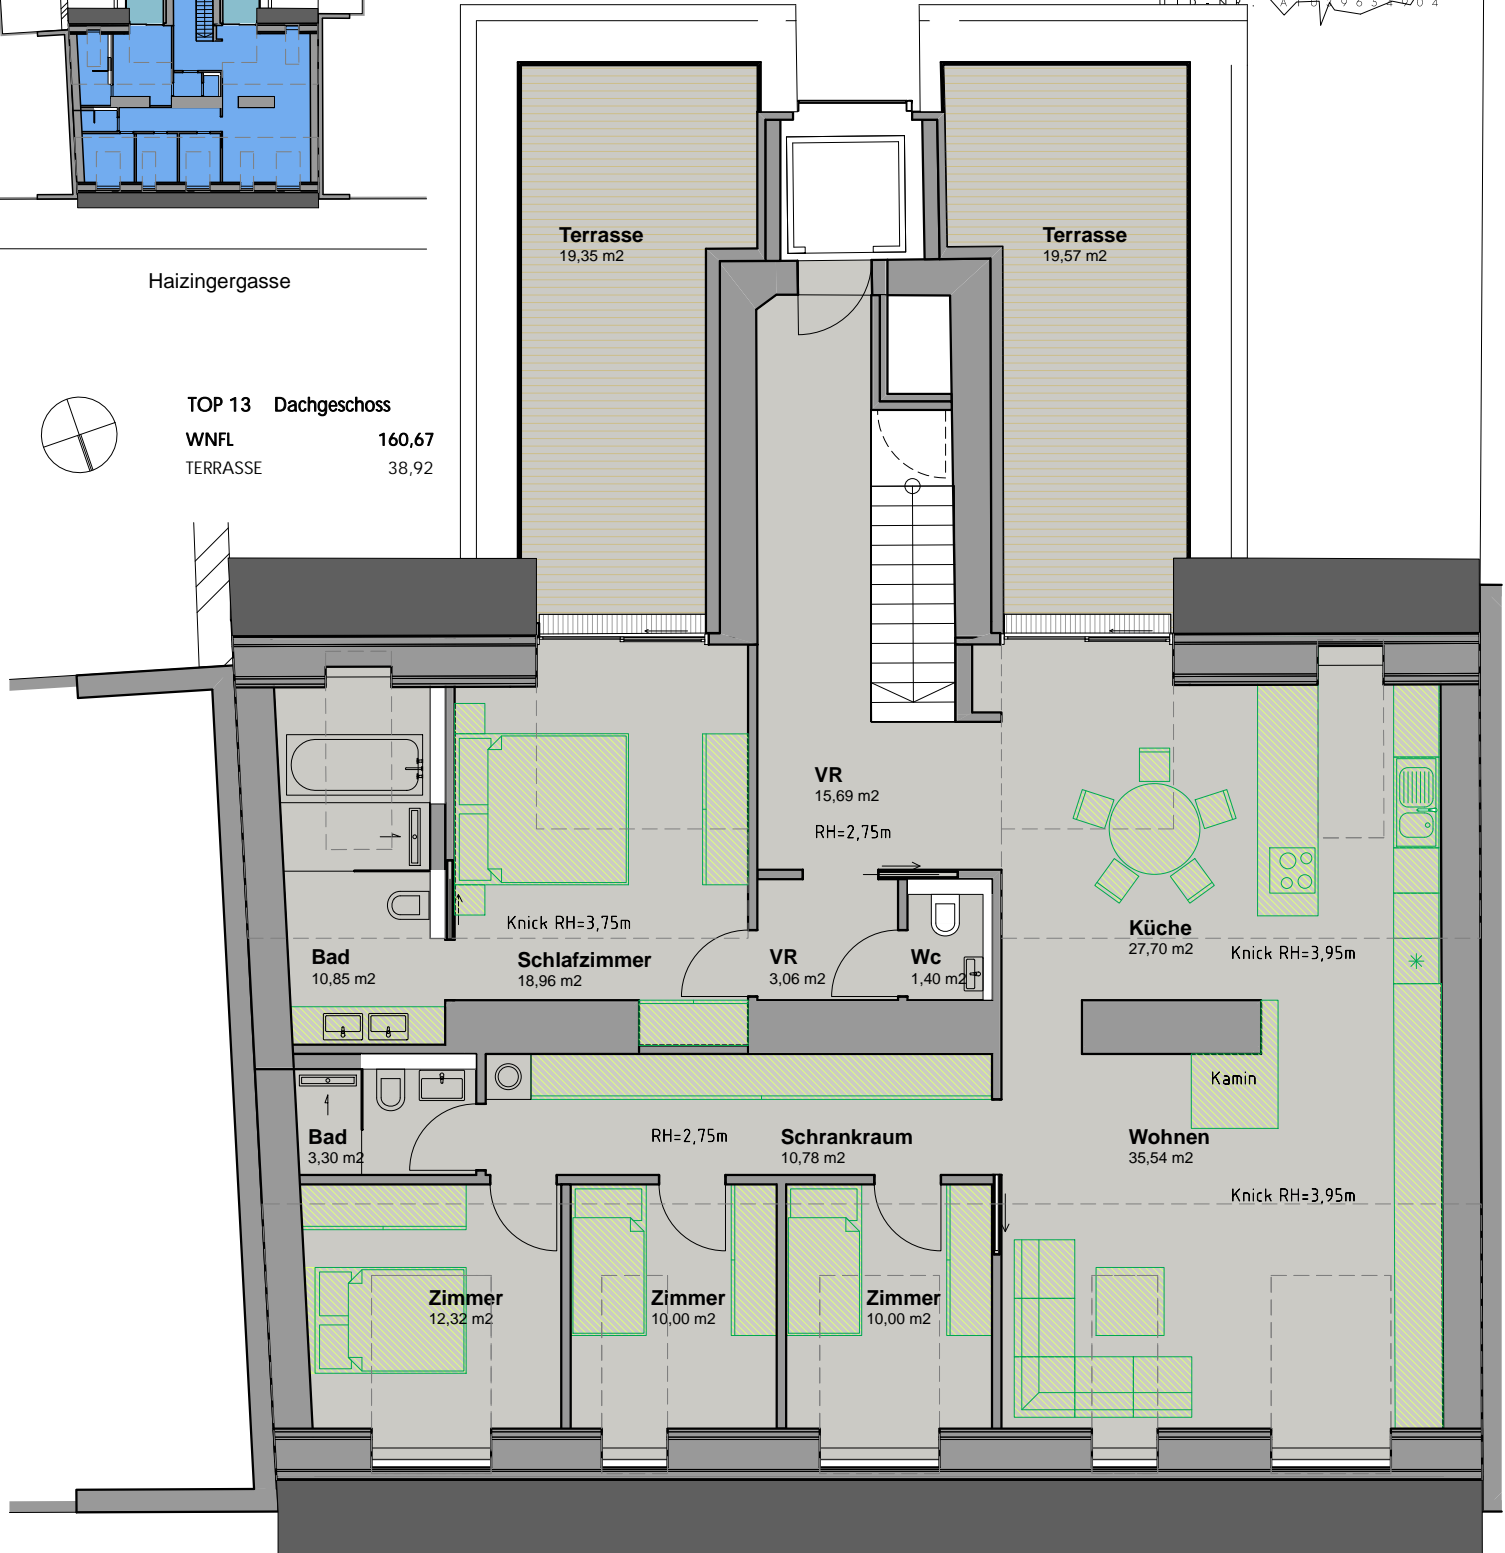 Haizingergasse
TOP 13 Dachgeschoss
WNFL 160,67
TERRASSE 38,92
Terrasse
19,35 m2
Terrasse
19,57 m2
VR
15,69 m2
RH=2,75m
Knick RH=3,75m
Bad
10,85 m2
Schlafzimmer
18,96 m2
VR
3,06 m2
Wc
1,40 m2
Küche
27,70 m2
Knick RH=3,95m
Kamin
Bad
3,30 m2
RH=2,75m
Schrankraum
10,78 m2
Wohnen
35,54 m2
Knick RH=3,95m
Zimmer
12,32 m2
Zimmer
10,00 m2
Zimmer
10,00 m2